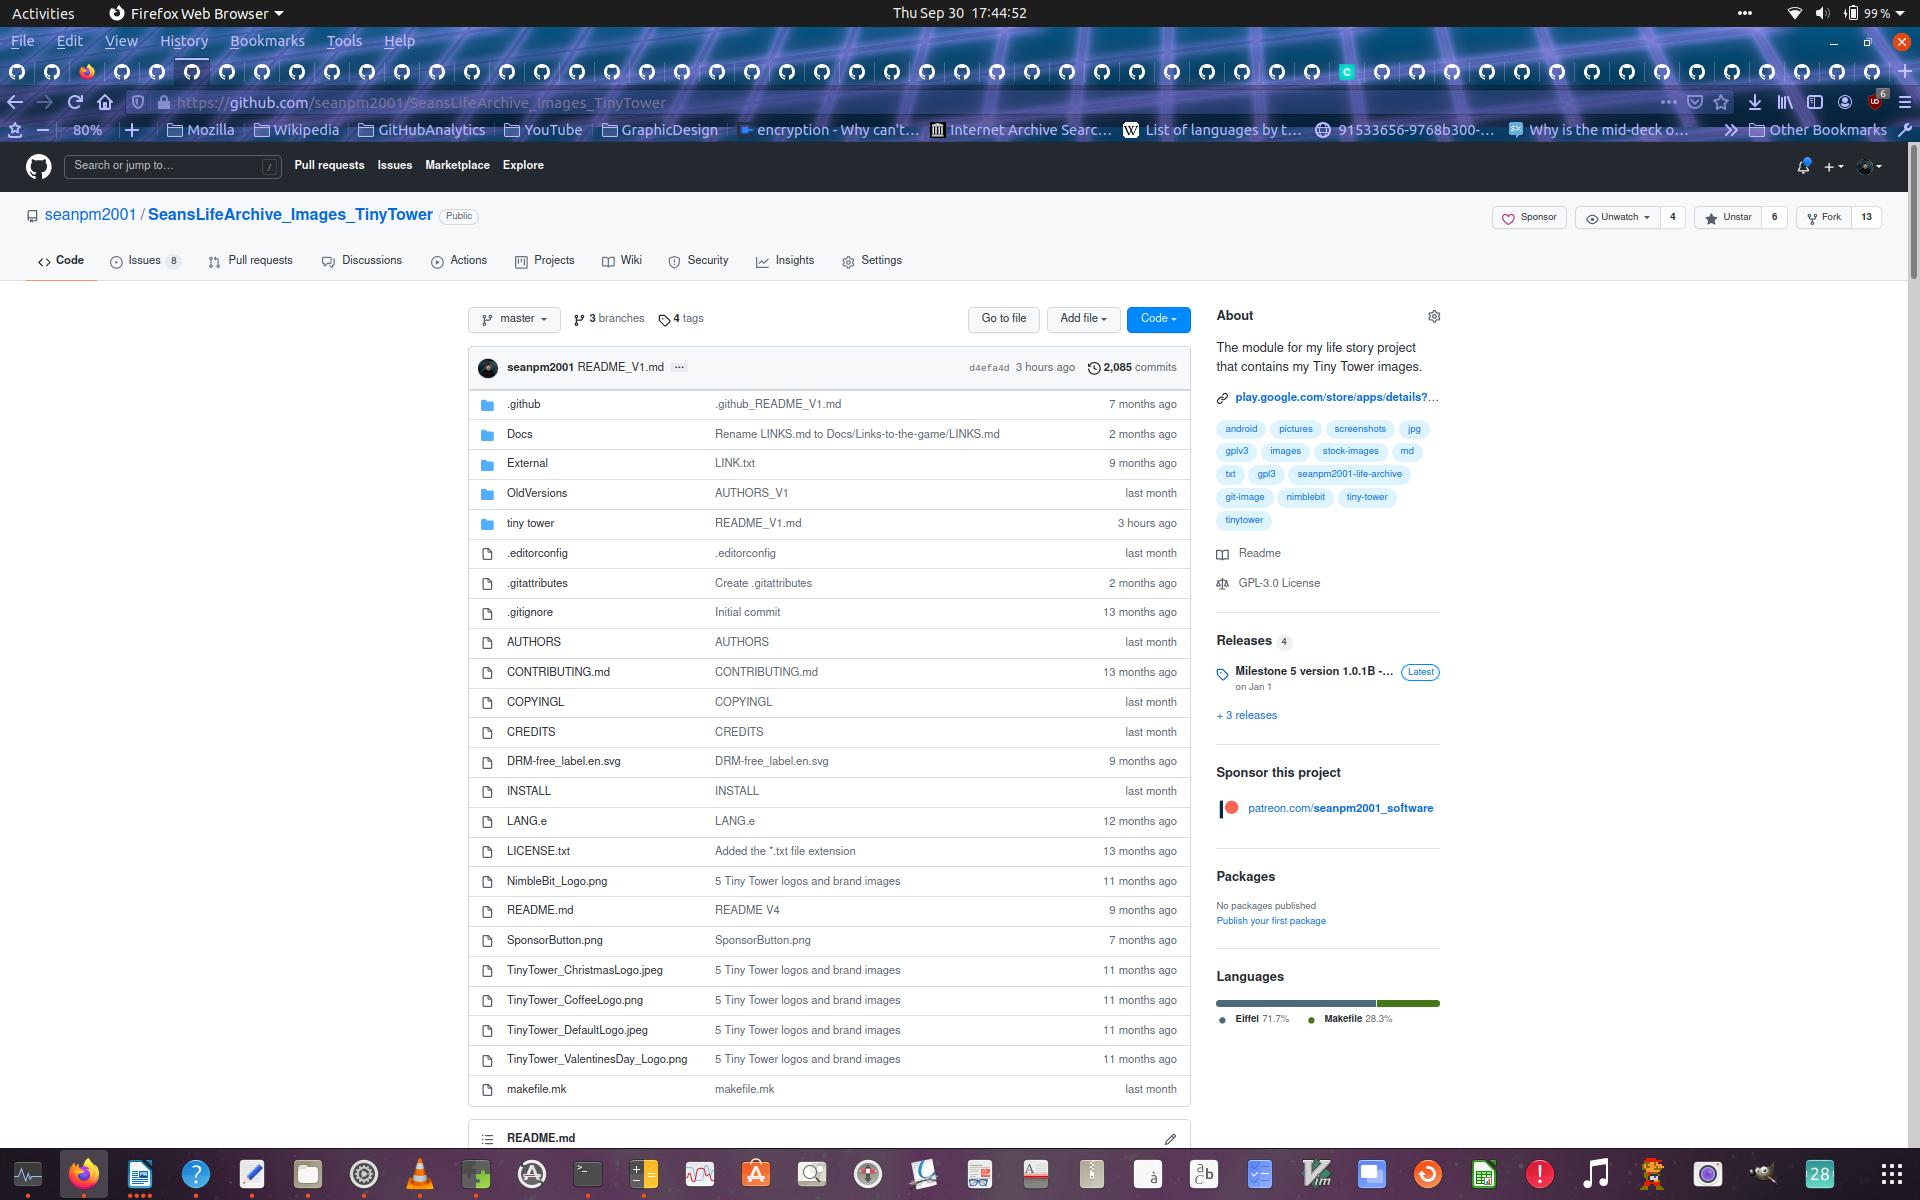 Activities Firefox Web Browser Thu Sep 30 17:44:52 99 %
File Edit View History Bookmarks Tools Help
https://github.com/seanpm2001/SeansLifeArchive_Images_TinyTower 6
80% Mozilla Wikipedia GitHubAnalytics YouTube GraphicDesign encryption - Why can't… Internet Archive Searc… List of languages by t… 91533656-9768b300-… Why is the mid-deck o… Other Bookmarks
Search or jump to… / Pull requests Issues Marketplace Explore
seanpm2001 / SeansLifeArchive_Images_TinyTower Public Sponsor Unwatch 4 Unstar 6 Fork 13
Code Issues 8 Pull requests Discussions Actions Projects Wiki Security Insights Settings
master 3 branches 4 tags Go to file Add file Code
seanpm2001 README_V1.md … d4efa4d 3 hours ago 2,085 commits
.github .github_README_V1.md 7 months ago
Docs Rename LINKS.md to Docs/Links-to-the-game/LINKS.md 2 months ago
External LINK.txt 9 months ago
OldVersions AUTHORS_V1 last month
tiny tower README_V1.md 3 hours ago
.editorconfig .editorconfig last month
.gitattributes Create .gitattributes 2 months ago
.gitignore Initial commit 13 months ago
AUTHORS AUTHORS last month
CONTRIBUTING.md CONTRIBUTING.md 13 months ago
COPYINGL COPYINGL last month
CREDITS CREDITS last month
DRM-free_label.en.svg DRM-free_label.en.svg 9 months ago
INSTALL INSTALL last month
LANG.e LANG.e 12 months ago
LICENSE.txt Added the *.txt file extension 13 months ago
NimbleBit_Logo.png 5 Tiny Tower logos and brand images 11 months ago
README.md README V4 9 months ago
SponsorButton.png SponsorButton.png 7 months ago
TinyTower_ChristmasLogo.jpeg 5 Tiny Tower logos and brand images 11 months ago
TinyTower_CoffeeLogo.png 5 Tiny Tower logos and brand images 11 months ago
TinyTower_DefaultLogo.jpeg 5 Tiny Tower logos and brand images 11 months ago
TinyTower_ValentinesDay_Logo.png 5 Tiny Tower logos and brand images 11 months ago
makefile.mk makefile.mk last month
README.md
About
The module for my life story project
that contains my Tiny Tower images.
play.google.com/store/apps/details?…
android pictures screenshots jpg
gplv3 images stock-images md
txt gpl3 seanpm2001-life-archive
git-image nimblebit tiny-tower
tinytower
Readme
GPL-3.0 License
Releases 4
Milestone 5 version 1.0.1B -… Latest
on Jan 1
+ 3 releases
Sponsor this project
patreon.com/seanpm2001_software
Packages
No packages published
Publish your first package
Languages
Eiffel 71.7% Makefile 28.3%
28